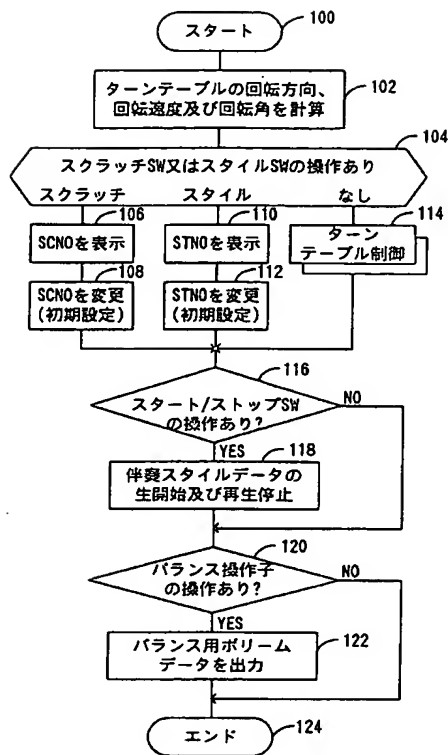 スタート
100
ターンテーブルの回転方向、
回転速度及び回転角を計算
102
104
スクラッチSW又はスタイルSWの操作あり
スクラッチ
スタイル
なし
106
SCNOを表示
110
STNOを表示
114
ターン
テーブル制御
108
SCNOを変更
(初期設定)
112
STNOを変更
(初期設定)
116
スタート/ストップSW
の操作あり?
NO
YES
118
伴奏スタイルデータの
生開始及び再生停止
120
バランス操作子
の操作あり?
NO
YES
バランス用ボリーム
データを出力
122
エンド
124